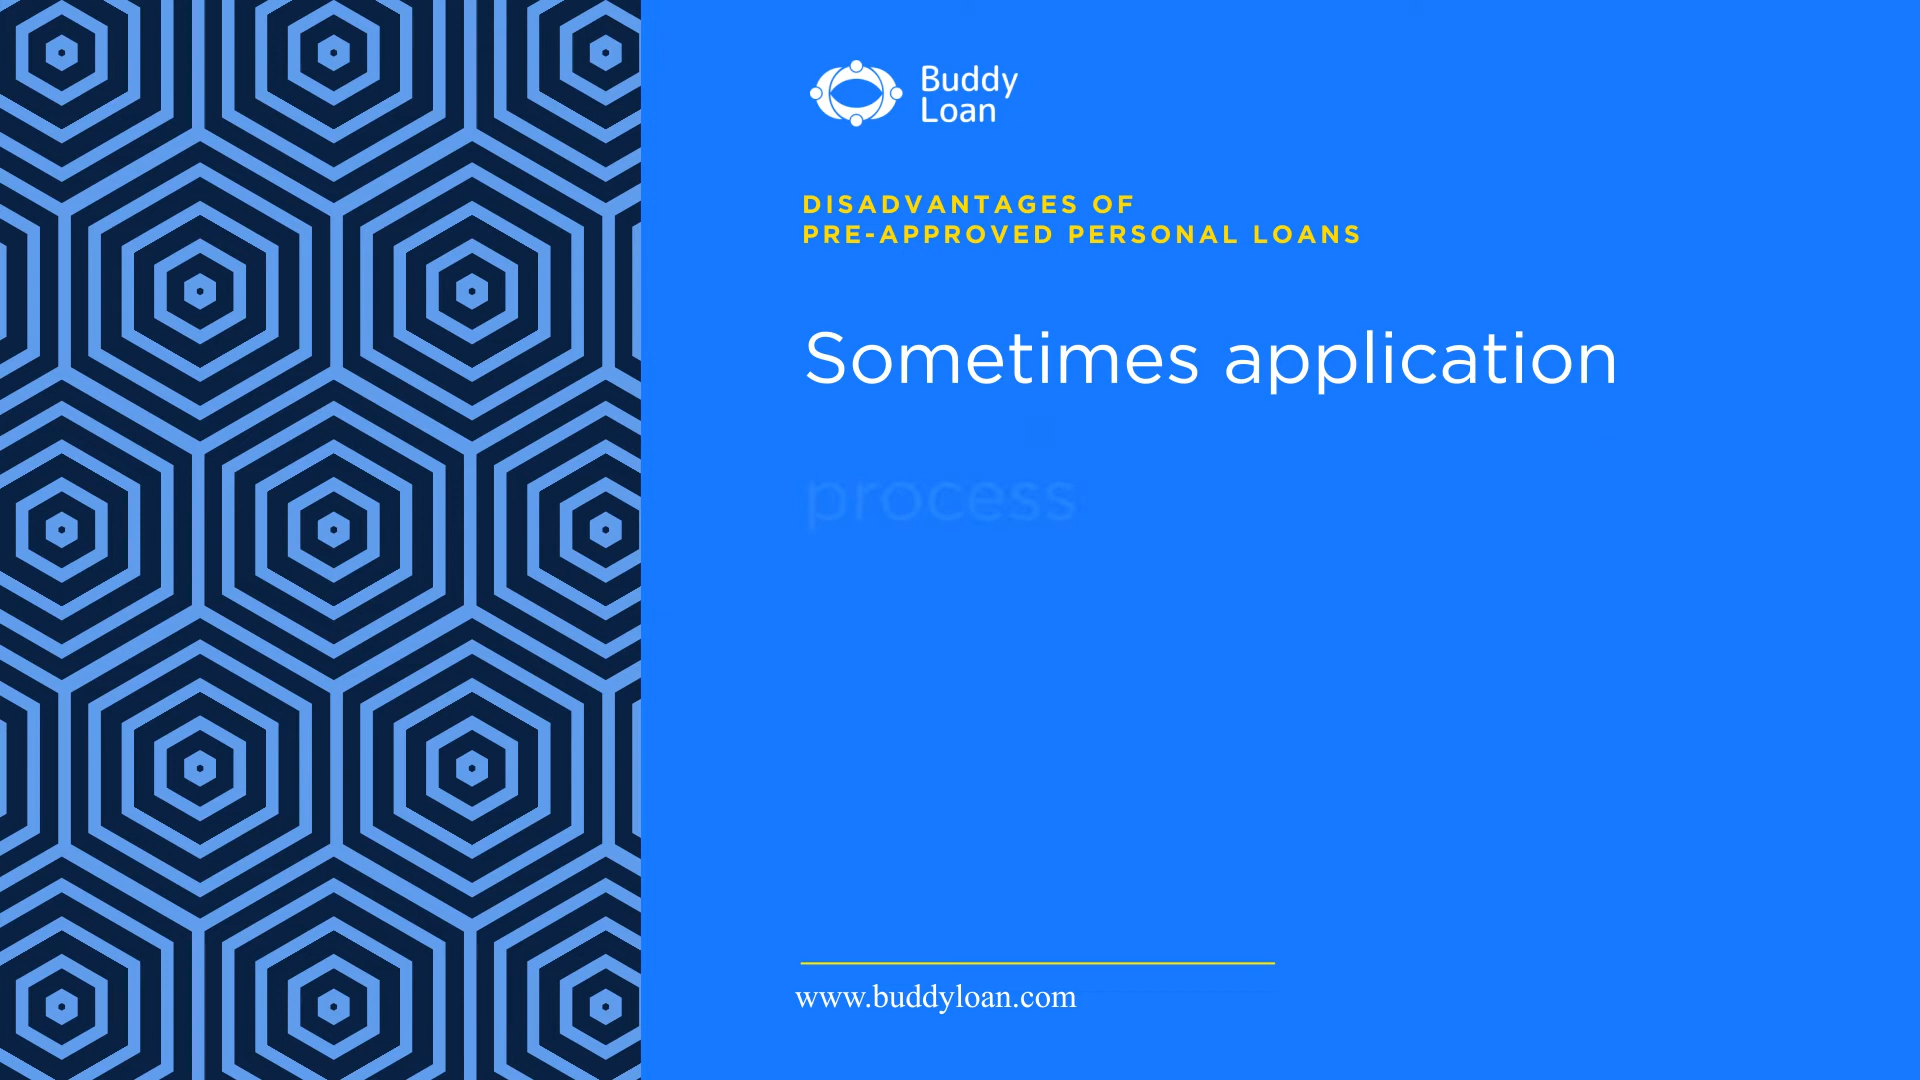 Buddy
Loan
DISADVANTAGES OF
PRE-APPROVED PERSONAL LOANS
Sometimes application
process
www.buddyloan.com